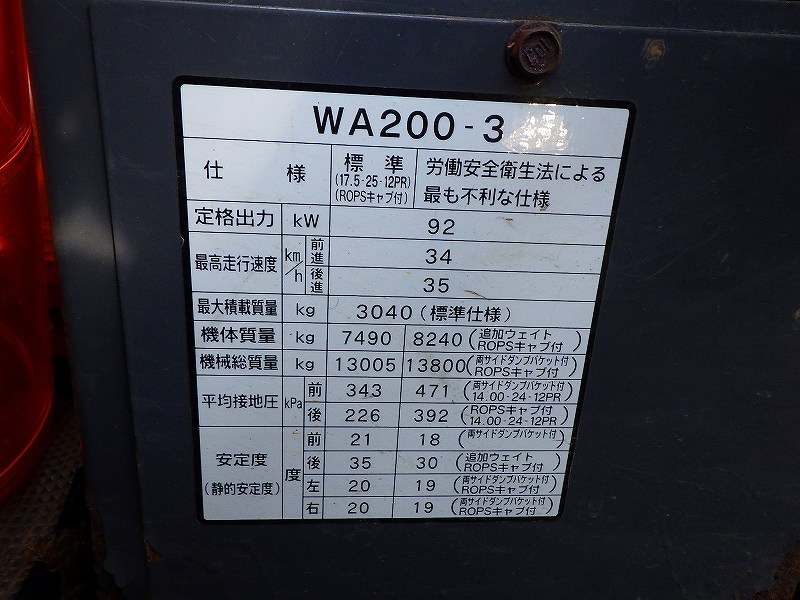 WA200-3
仕様 標準 労働安全衛生法による
(17.5-25-12PR) 最も不利な仕様
(ROPSキャブ付)
定格出力 kW 92
最高走行速度 km/h 前進 34
後進 35
最大積載質量 kg 3040(標準仕様)
機体質量 kg 7490 8240(追加ウェイト ROPSキャブ付)
機械総質量 kg 13005 13800(両サイドダンプバケット付 ROPSキャブ付)
平均接地圧 kPa 前 343 471(両サイドダンプバケット付 14.00-24-12PR)
後 226 392(ROPSキャブ付 14.00-24-12PR)
安定度 (静的安定度) 度 前 21 18(両サイドダンプバケット付)
後 35 30(追加ウェイト ROPSキャブ付)
左 20 19(両サイドダンプバケット付 ROPSキャブ付)
右 20 19(両サイドダンプバケット付 ROPSキャブ付)